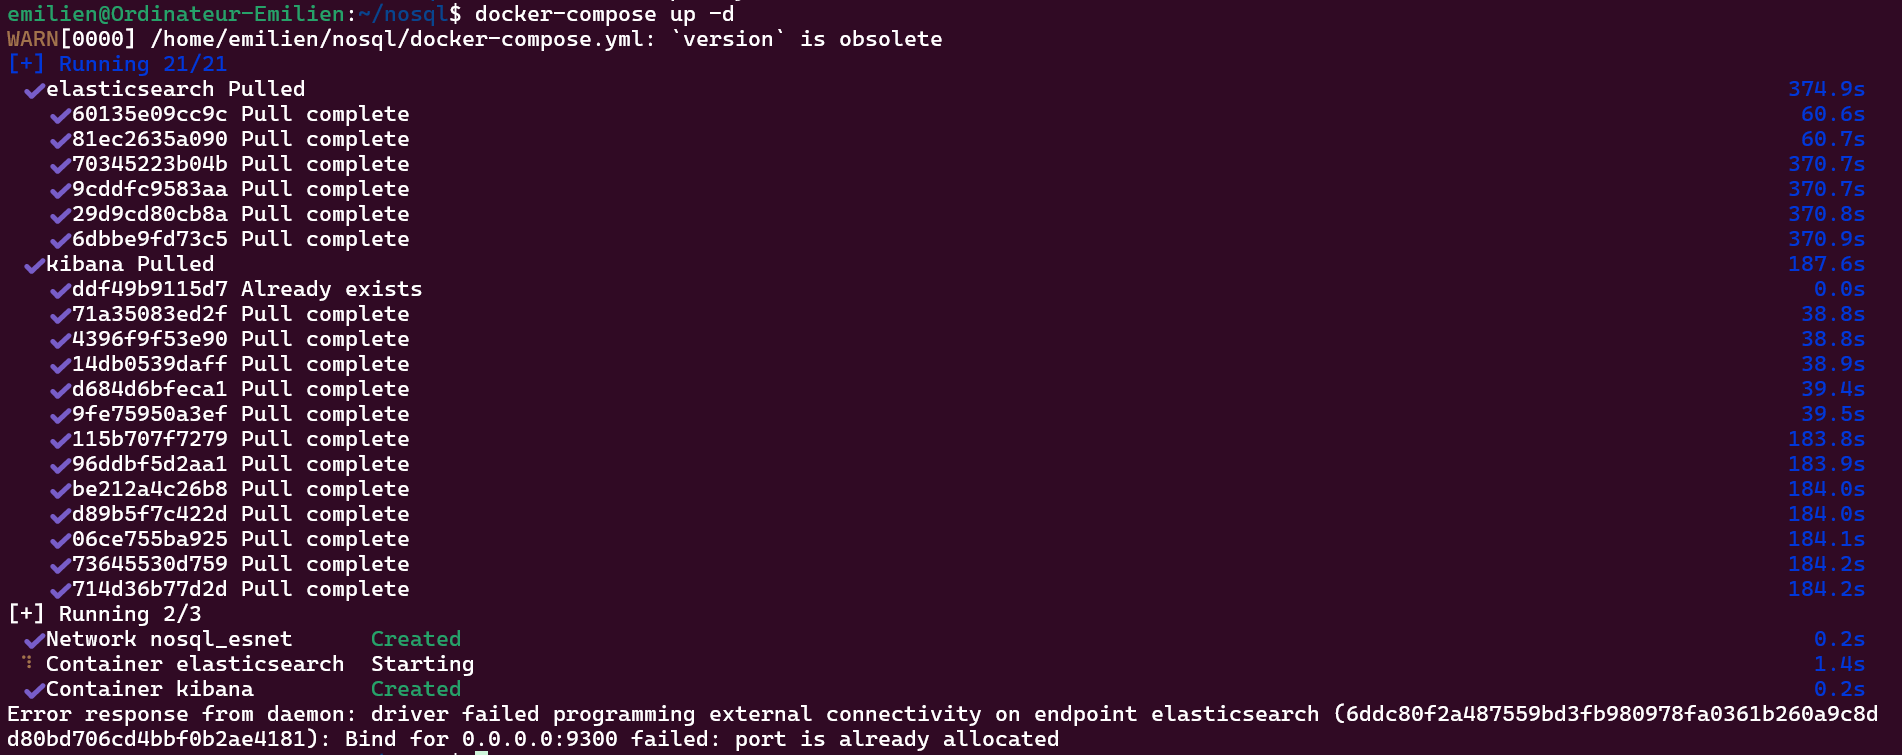 emilien@Ordinateur-Emilien:~/nosql$ docker-compose up -d
WARN[0000] /home/emilien/nosql/docker-compose.yml: `version` is obsolete
[+] Running 21/21
✔elasticsearch Pulled 374.9s
✔60135e09cc9c Pull complete 60.6s
✔81ec2635a090 Pull complete 60.7s
✔70345223b04b Pull complete 370.7s
✔9cddfc9583aa Pull complete 370.7s
✔29d9cd80cb8a Pull complete 370.8s
✔6dbbe9fd73c5 Pull complete 370.9s
✔kibana Pulled 187.6s
✔ddf49b9115d7 Already exists 0.0s
✔71a35083ed2f Pull complete 38.8s
✔4396f9f53e90 Pull complete 38.8s
✔14db0539daff Pull complete 38.9s
✔d684d6bfeca1 Pull complete 39.4s
✔9fe75950a3ef Pull complete 39.5s
✔115b707f7279 Pull complete 183.8s
✔96ddbf5d2aa1 Pull complete 183.9s
✔be212a4c26b8 Pull complete 184.0s
✔d89b5f7c422d Pull complete 184.0s
✔06ce755ba925 Pull complete 184.1s
✔73645530d759 Pull complete 184.2s
✔714d36b77d2d Pull complete 184.2s
[+] Running 2/3
✔Network nosql_esnet Created 0.2s
⠹ Container elasticsearch Starting 1.4s
✔Container kibana Created 0.2s
Error response from daemon: driver failed programming external connectivity on endpoint elasticsearch (6ddc80f2a487559bd3fb980978fa0361b260a9c8d
d80bd706cd4bbf0b2ae4181): Bind for 0.0.0.0:9300 failed: port is already allocated